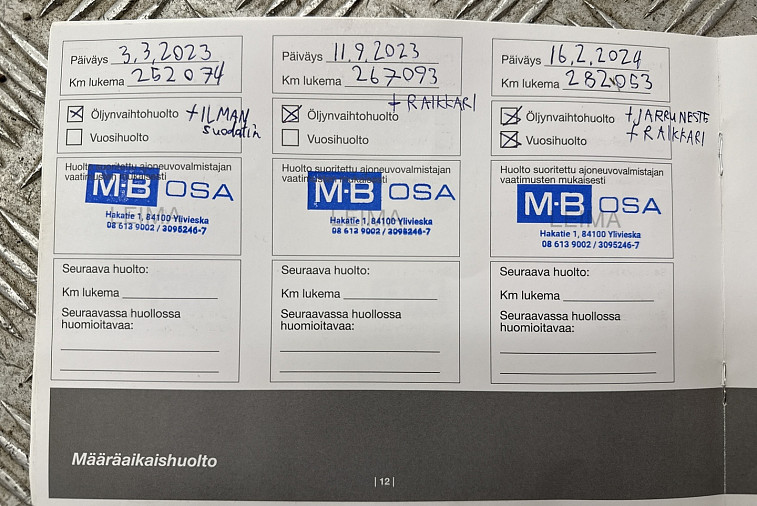 Päiväys 3.3.2023
Km lukema 252074
Öljynvaihtohuolto + ILMAN
suodatin
Vuosihuolto
Huolto suoritettu ajoneuvovalmistajan
vaatimusten mukaisesti
M·B OSA
LEIMA
Hakatie 1, 84100 Ylivieska
08 613 9002 / 3095246-7
Seuraava huolto:
Km lukema
Seuraavassa huollossa
huomioitavaa:
Päiväys 11.9.2023
Km lukema 267093
+ RAIKKARI
Öljynvaihtohuolto
Vuosihuolto
Huolto suoritettu ajoneuvovalmistajan
vaatimusten mukaisesti
M·B OSA
LEIMA
Hakatie 1, 84100 Ylivieska
08 613 9002 / 3095246-7
Seuraava huolto:
Km lukema
Seuraavassa huollossa
huomioitavaa:
Päiväys 16.2.2024
Km lukema 282053
Öljynvaihtohuolto + JARRUNESTE
Vuosihuolto + RAIKKARI
Huolto suoritettu ajoneuvovalmistajan
vaatimusten mukaisesti
M·B OSA
LEIMA
Hakatie 1, 84100 Ylivieska
08 613 9002 / 3095246-7
Seuraava huolto:
Km lukema
Seuraavassa huollossa
huomioitavaa:
Määräaikaishuolto
| 12 |